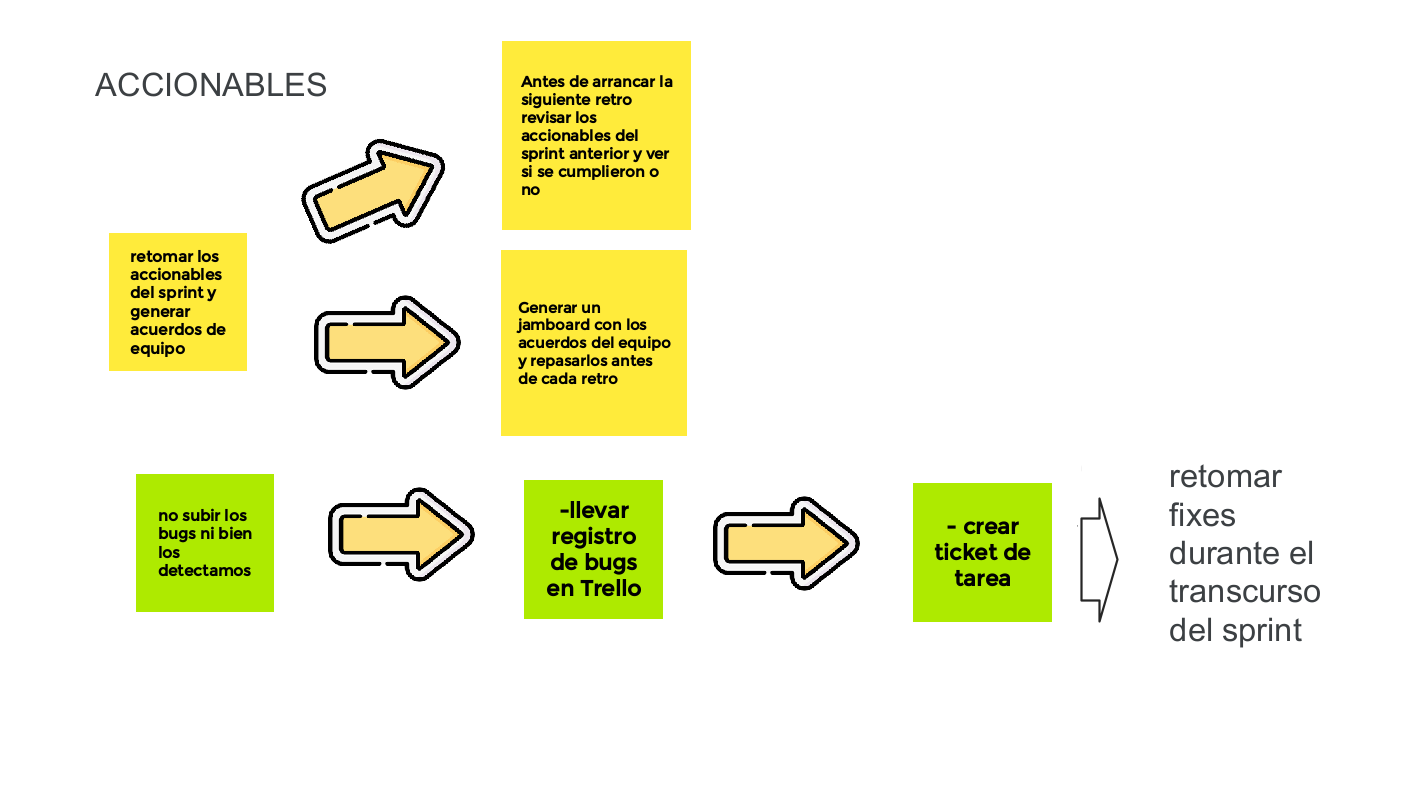 ACCIONABLES
Antes de arrancar la
siguiente retro
revisar los
accionables del
sprint anterior y ver
si se cumplieron o
no
retomar los
accionables
del sprint y
generar
acuerdos de
equipo
Generar un
jamboard con los
acuerdos del equipo
y repasarlos antes
de cada retro
no subir los
bugs ni bien
los
detectamos
-llevar
registro
de bugs
en Trello
- crear
ticket de
tarea
retomar
fixes
durante el
transcurso
del sprint